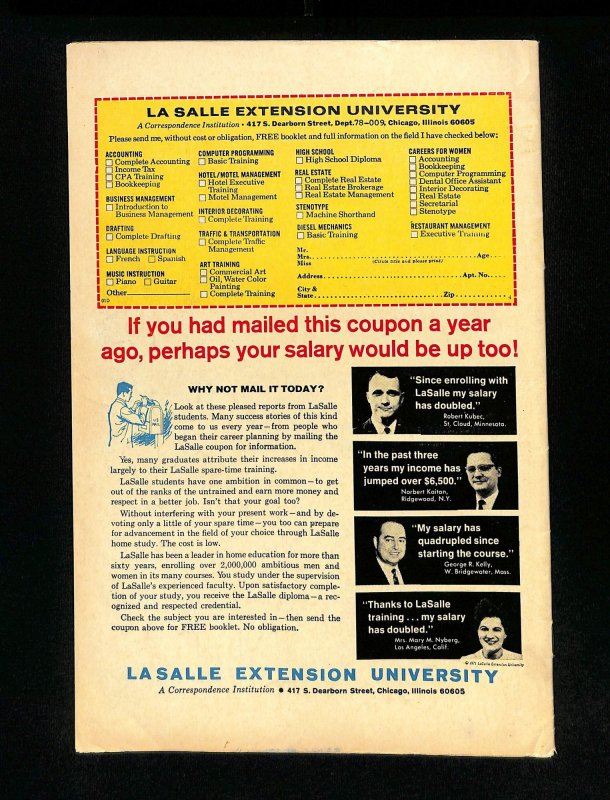 LA SALLE EXTENSION UNIVERSITY
A Correspondence Institution • 417 S. Dearborn Street, Dept. 78-009, Chicago, Illinois 60605
Please send me, without cost or obligation, FREE booklet and full information on the field I have checked below:
ACCOUNTING
Complete Accounting
Income Tax
CPA Training
Bookkeeping
BUSINESS MANAGEMENT
Introduction to
Business Management
DRAFTING
Complete Drafting
LANGUAGE INSTRUCTION
French Spanish
MUSIC INSTRUCTION
Piano Guitar
Other
COMPUTER PROGRAMMING
Basic Training
HOTEL/MOTEL MANAGEMENT
Hotel Executive
Training
Motel Management
INTERIOR DECORATING
Complete Training
TRAFFIC & TRANSPORTATION
Complete Traffic
Management
ART TRAINING
Commercial Art
Oil, Water Color
Painting
Complete Training
HIGH SCHOOL
High School Diploma
REAL ESTATE
Complete Real Estate
Real Estate Brokerage
Real Estate Management
STENOTYPE
Machine Shorthand
DIESEL MECHANICS
Basic Training
CAREERS FOR WOMEN
Accounting
Bookkeeping
Computer Programming
Dental Office Assistant
Interior Decorating
Real Estate
Secretarial
Stenotype
RESTAURANT MANAGEMENT
Executive Training
Mr.
Mrs. Age
Miss (Circle title and please print)
Address Apt. No.
City &
State Zip
If you had mailed this coupon a year
ago, perhaps your salary would be up too!
WHY NOT MAIL IT TODAY?
Look at these pleased reports from LaSalle
students. Many success stories of this kind
come to us every year—from people who
began their career planning by mailing the
LaSalle coupon for information.
Yes, many graduates attribute their increases in income
largely to their LaSalle spare-time training.
LaSalle students have one ambition in common—to get
out of the ranks of the untrained and earn more money and
respect in a better job. Isn't that your goal too?
Without interfering with your present work—and by de-
voting only a little of your spare time—you too can prepare
for advancement in the field of your choice through LaSalle
home study. The cost is low.
LaSalle has been a leader in home education for more than
sixty years, enrolling over 2,000,000 ambitious men and
women in its many courses. You study under the supervision
of LaSalle's experienced faculty. Upon satisfactory comple-
tion of your study, you receive the LaSalle diploma—a rec-
ognized and respected credential.
Check the subject you are interested in—then send the
coupon above for FREE booklet. No obligation.
"Since enrolling with
LaSalle my salary
has doubled."
Robert Kubec,
St. Cloud, Minnesota.
"In the past three
years my income has
jumped over $6,500."
Norbert Kaitan,
Ridgewood, N.Y.
"My salary has
quadrupled since
starting the course."
George R. Kelly,
W. Bridgewater, Mass.
"Thanks to LaSalle
training . . . my salary
has doubled."
Mrs. Mary M. Nyberg,
Los Angeles, Calif.
© 1971 LaSalle Extension University
LA SALLE EXTENSION UNIVERSITY
A Correspondence Institution • 417 S. Dearborn Street, Chicago, Illinois 60605